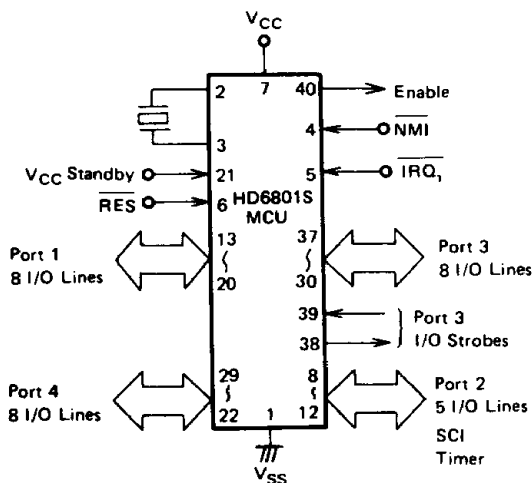 VCC
2
7
40
Enable
4
NMI
3
VCC Standby
21
5
IRQ1
RES
6
HD6801S
MCU
Port 1
8 I/O Lines
13
20
37
30
Port 3
8 I/O Lines
39
38
Port 3
I/O Strobes
Port 4
8 I/O Lines
29
22
1
8
12
Port 2
5 I/O Lines
SCI
Timer
VSS